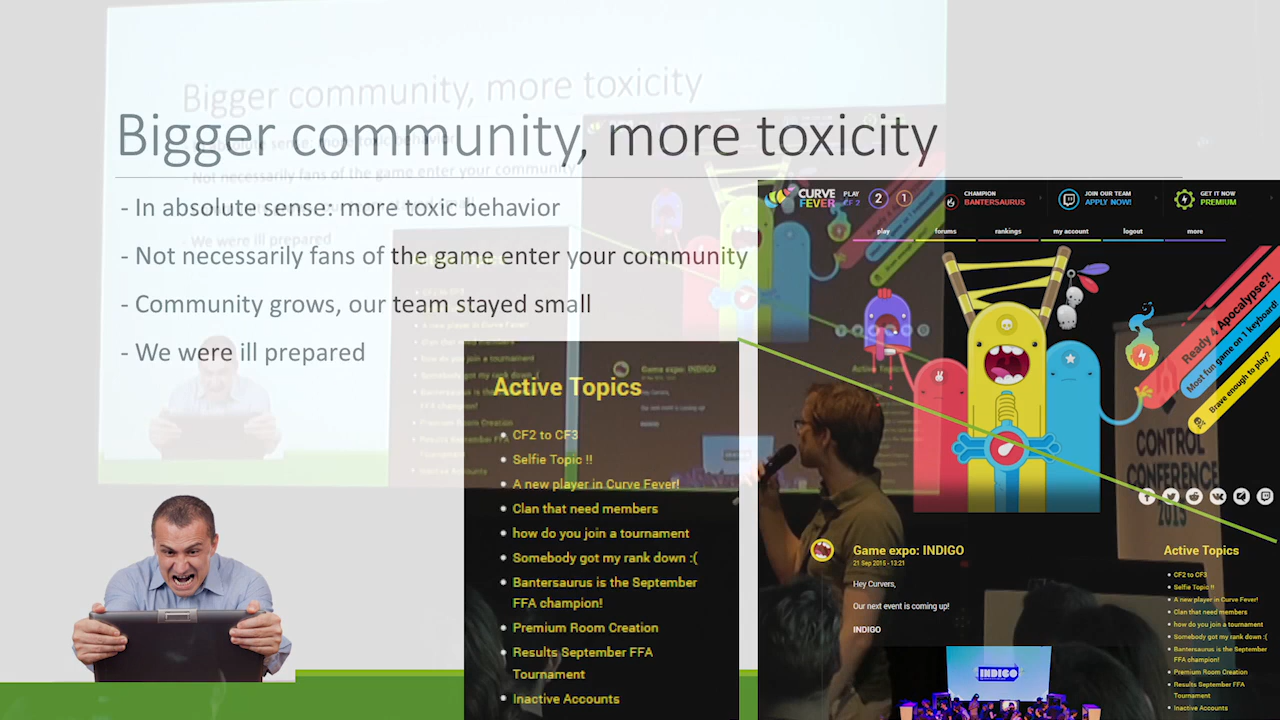 Bigger community, more toxicity
Bigger community, more toxicity
- In absolute sense: more toxic behavior
- Not necessarily fans of the game enter your community
- Community grows, our team stayed small
- We were ill prepared
Active Topics
CF2 to CF3
Selfie Topic !!
A new player in Curve Fever!
Clan that need members
how do you join a tournament
Somebody got my rank down :(
Bantersaurus is the September
FFA champion!
Premium Room Creation
Results September FFA
Tournament
Inactive Accounts
CURVE
FEVER
PLAY
CF 2
2
1
CHAMPION
BANTERSAURUS
JOIN OUR TEAM
APPLY NOW!
GET IT NOW
PREMIUM
play
forums
rankings
my account
logout
more
Ready 4 Apocalypse?!
Most fun game on 1 keyboard!
Brave enough to play?
CONTROL
CONFERENCE
2015
Game expo: INDIGO
21 Sep 2015 - 13:21
Hey Curvers,
Our next event is coming up!
INDIGO
INDIGO
Active Topics
CF2 to CF3
Selfie Topic !!
A new player in Curve Fever!
Clan that need members
how do you join a tournament
Somebody got my rank down :(
Bantersaurus is the September
FFA champion!
Premium Room Creation
Results September FFA
Tournament
Inactive Accounts